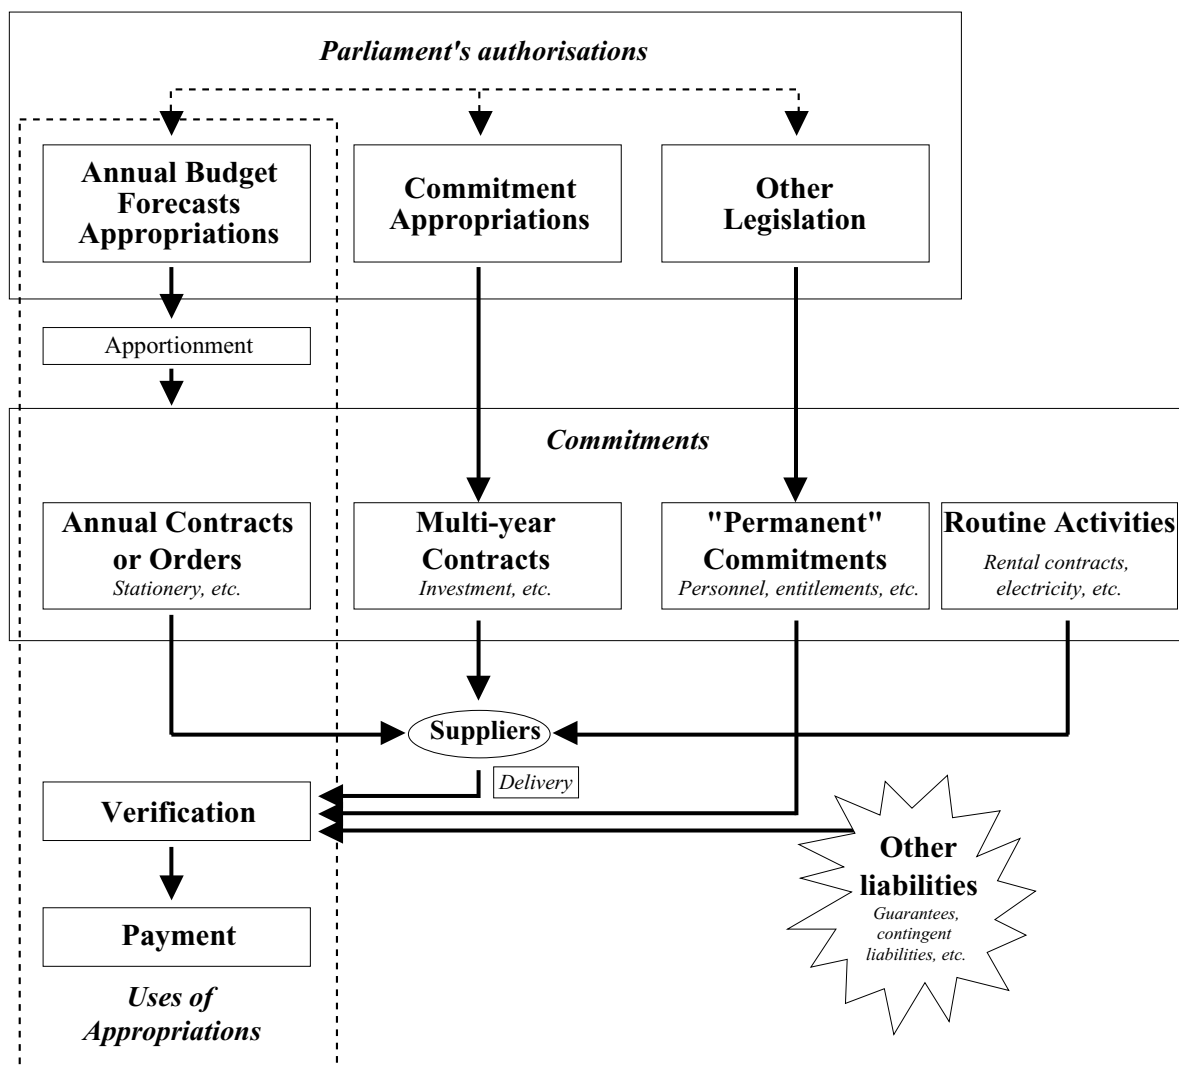 Parliament's authorisations
Annual Budget
Forecasts
Appropriations
Commitment
Appropriations
Other
Legislation
Apportionment
Commitments
Annual Contracts
or Orders
Stationery, etc.
Multi-year
Contracts
Investment, etc.
"Permanent"
Commitments
Personnel, entitlements, etc.
Routine Activities
Rental contracts,
electricity, etc.
Suppliers
Delivery
Verification
Other
liabilities
Guarantees,
contingent
liabilities, etc.
Payment
Uses of
Appropriations